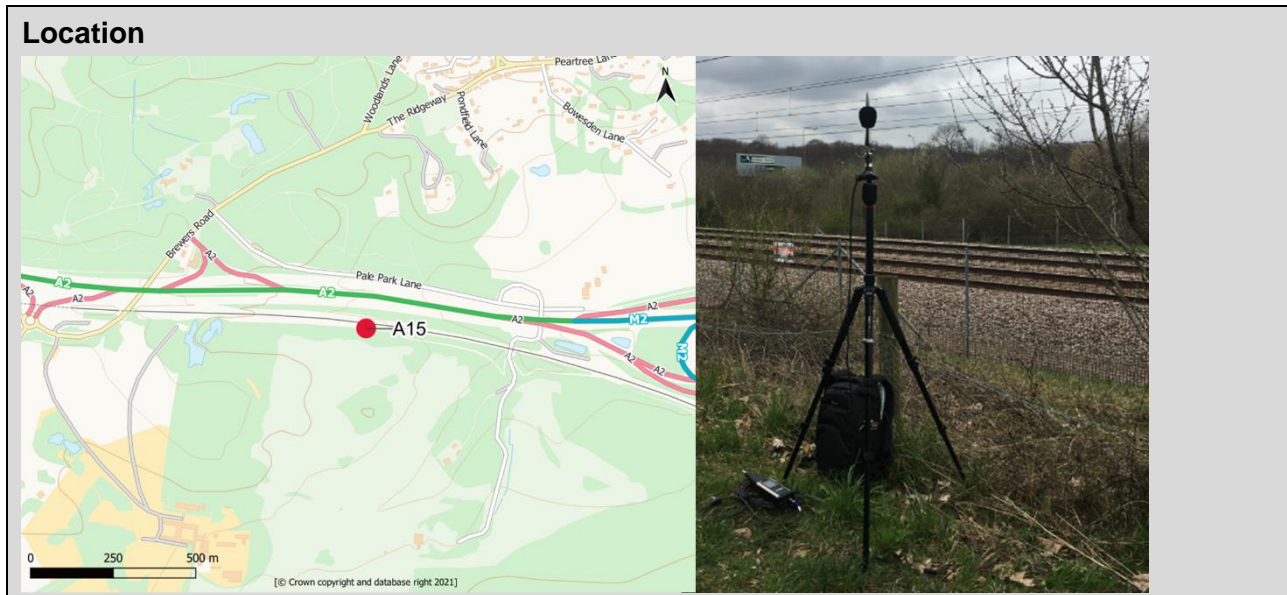 Location
Peartree Lane
N
Woodlands Lane
The Ridgeway
Pondfield Lane
Bowesden Lane
Brewers Road
A2
Pale Park Lane
A2
A2
A2
A2
A2
A2
M2
A2
A2
M2
A15
0 250 500 m
[© Crown copyright and database right 2021]